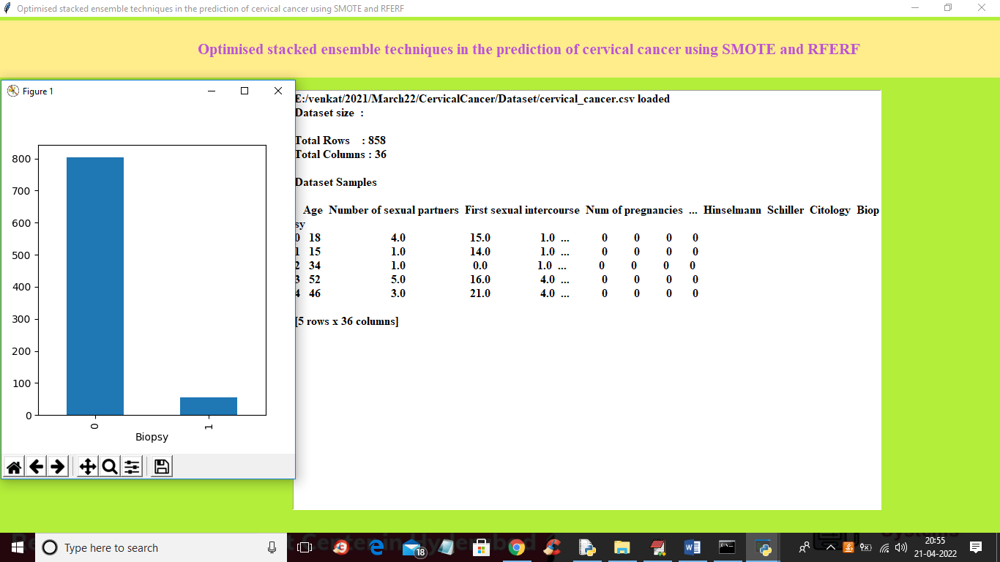 Optimised stacked ensemble techniques in the prediction of cervical cancer using SMOTE and RFERF
Optimised stacked ensemble techniques in the prediction of cervical cancer using SMOTE and RFERF
Figure 1
800
700
600
500
400
300
200
100
0
0 1
Biopsy
E:/venkat/2021/March22/CervicalCancer/Dataset/cervical_cancer.csv loaded
Dataset size :
Total Rows : 858
Total Columns : 36
Dataset Samples
Age Number of sexual partners First sexual intercourse Num of pregnancies ... Hinselmann Schiller Citology Biop
sy
0 18 4.0 15.0 1.0 ... 0 0 0 0
1 15 1.0 14.0 1.0 ... 0 0 0 0
2 34 1.0 0.0 1.0 ... 0 0 0 0
3 52 5.0 16.0 4.0 ... 0 0 0 0
4 46 3.0 21.0 4.0 ... 0 0 0 0
[5 rows x 36 columns]
Type here to search
18
20:55
21-04-2022